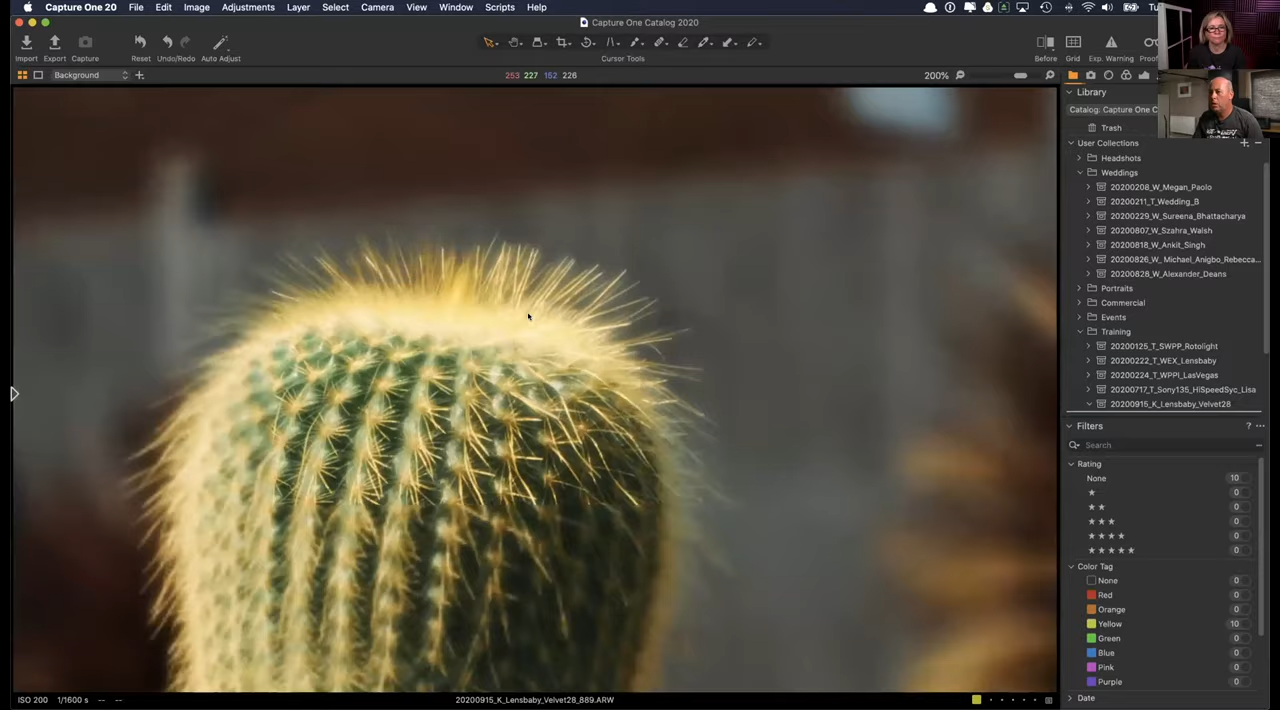 Capture One 20 File Edit Image Adjustments Layer Select Camera View Window Scripts Help Tu
Capture One Catalog 2020
Import Export Capture Reset Undo/Redo Auto Adjust Cursor Tools Before Grid Exp. Warning
Background 253 227 152 226 200%
Library
Catalog: Capture One C
Trash
User Collections
Headshots
Weddings
20200208_W_Megan_Paolo
20200211_T_Wedding_B
20200229_W_Sureena_Bhattacharya
20200807_W_Szahra_Walsh
20200818_W_Ankit_Singh
20200826_W_ Michael_Anigbo_Rebecca...
20200828_W_Alexander_Deans
Portraits
Commercial
Events
Training
20200125_T_SWPP_Rotolight
20200222_T_WEX_Lensbaby
20200224_T_WPPI_LasVegas
20200717_T_Sony135_HiSpeedSyc_Lisa
20200915_K_Lensbaby_Velvet28
Filters ? ...
Search
Rating
None 10
★ 0
★ ★ 0
★ ★ ★ 0
★ ★ ★ ★ 0
★ ★ ★ ★ ★ 0
Color Tag
None 0
Red 0
Orange 0
Yellow 10
Green 0
Blue 0
Pink 0
Purple 0
Date
ISO 200 1/1600 s -- -- 20200915_K_Lensbaby_Velvet28_889.ARW